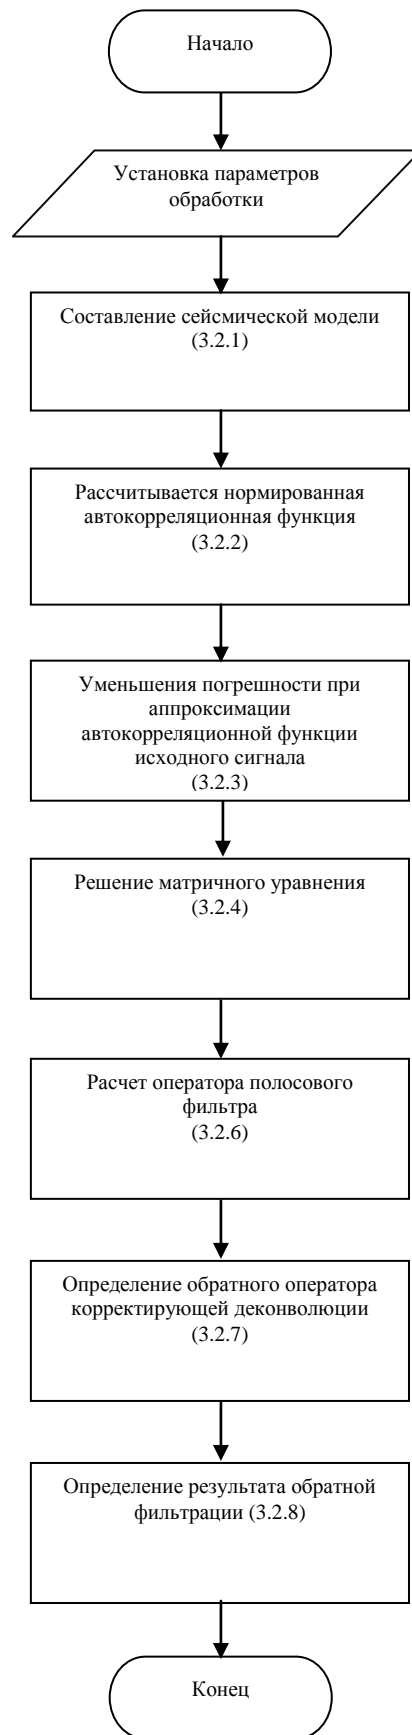 Начало
Установка параметров
обработки
Составление сейсмической модели
(3.2.1)
Рассчитывается нормированная
автокорреляционная функция
(3.2.2)
Уменьшения погрешности при
аппроксимации
автокорреляционной функции
исходного сигнала
(3.2.3)
Решение матричного уравнения
(3.2.4)
Расчет оператора полосового
фильтра
(3.2.6)
Определение обратного оператора
корректирующей деконволюции
(3.2.7)
Определение результата обратной
фильтрации (3.2.8)
Конец